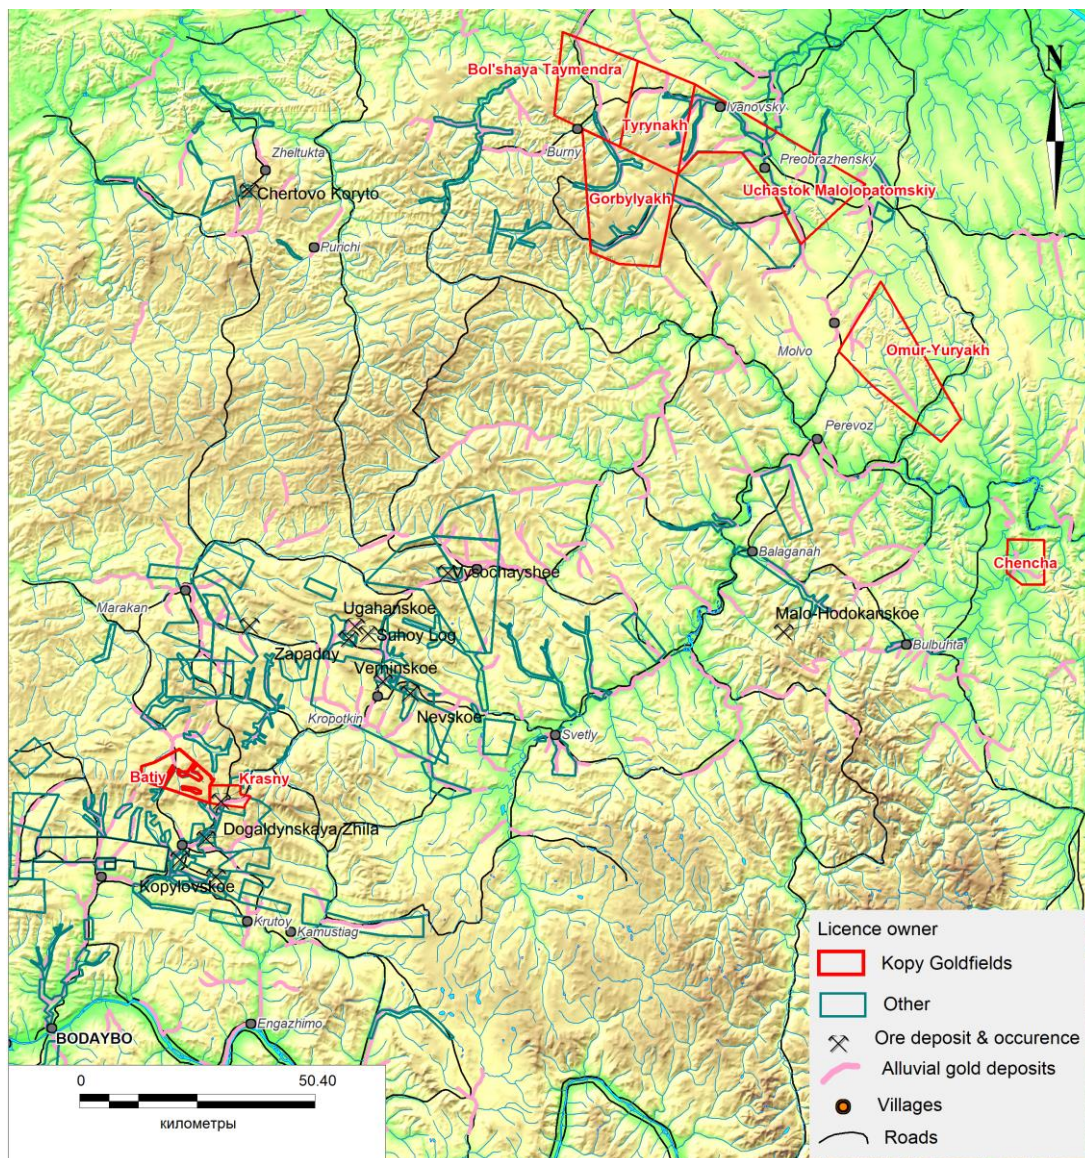 N
Bol'shaya Taymendra
Ivanovsky
Tyrynakh
Burny
Zheltukta
Preobrazhensky
Chertovo Koryto
Gorbylyakh
Uchastok Malolopatomskiy
Purichi
Molvo
Omur-Yuryakh
Perevoz
Balaganah
Chencha
Vysochayshee
Marakan
Ugahanskoe
Malo-Hodokanskoe
Suhoy Log
Zapadny
Bulbuhta
Verninskoe
Kropotkin
Nevskoe
Svetly
Batiy
Krasny
Dogaldynskaya Zhila
Kopylovskoe
Krutoy
Kamustiag
Engazhimo
BODAYBO
0
50.40
километры
Licence owner
Kopy Goldfields
Other
Ore deposit & occurence
Alluvial gold deposits
Villages
Roads